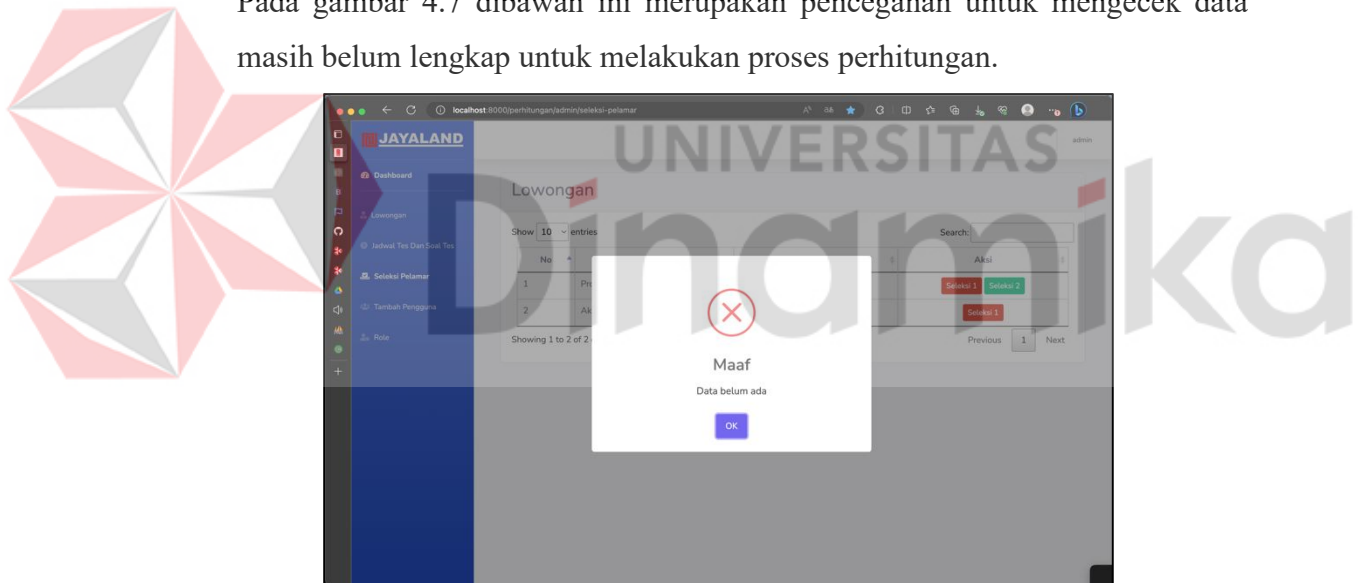 Pada gambar 4.7 dibawah ini merupakan pencegahan untuk mengecek data
masih belum lengkap untuk melakukan proses perhitungan.
localhost:8000/perhitungan/admin/seleksi-pelamar
JAYALAND
admin
UNIVERSITAS
Dinamika
Dashboard
Lowongan
Jadwal Tes Dan Soal Tes
Seleksi Pelamar
Tambah Pengguna
Role
Lowongan
Show 10 entries
Search:
No
Aksi
1
Seleksi 1 Seleksi 2
2
Seleksi 1
Showing 1 to 2 of 2
Previous 1 Next
Maaf
Data belum ada
OK